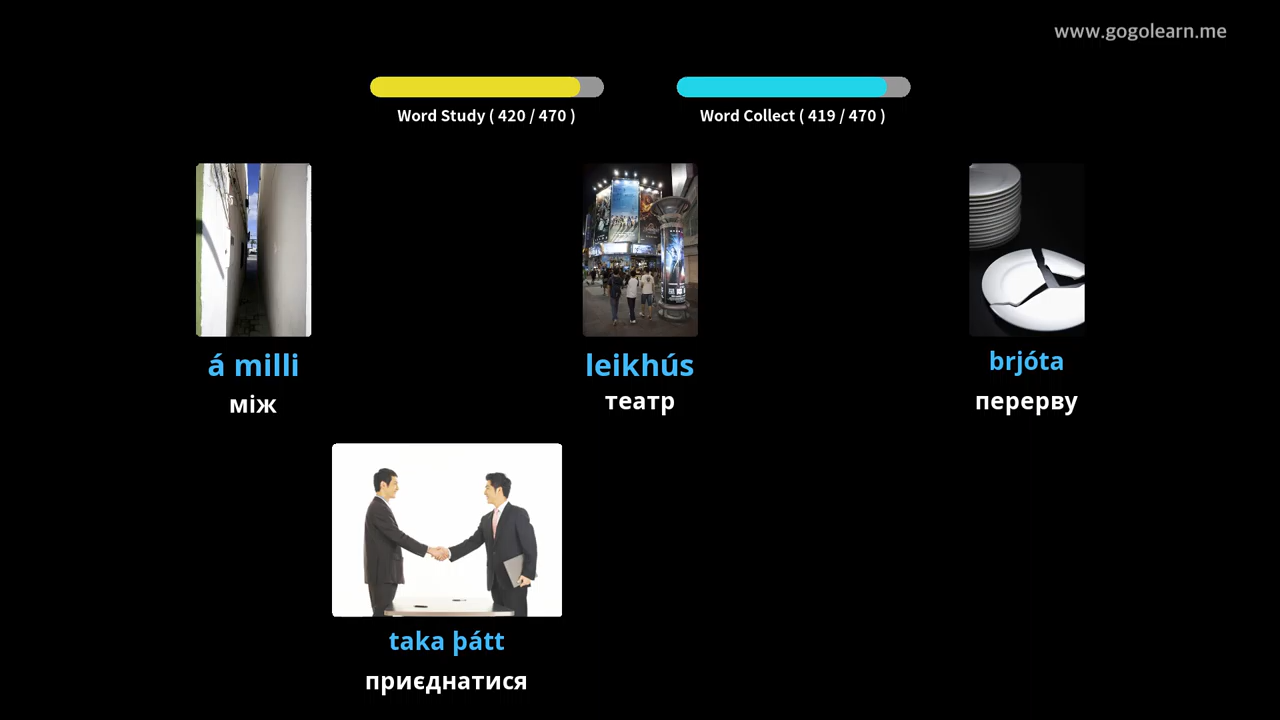 www.gogolearn.me
Word Study ( 420 / 470 )
Word Collect ( 419 / 470 )
á milli
між
leikhús
театр
brjóta
перерву
taka þátt
приєднатися